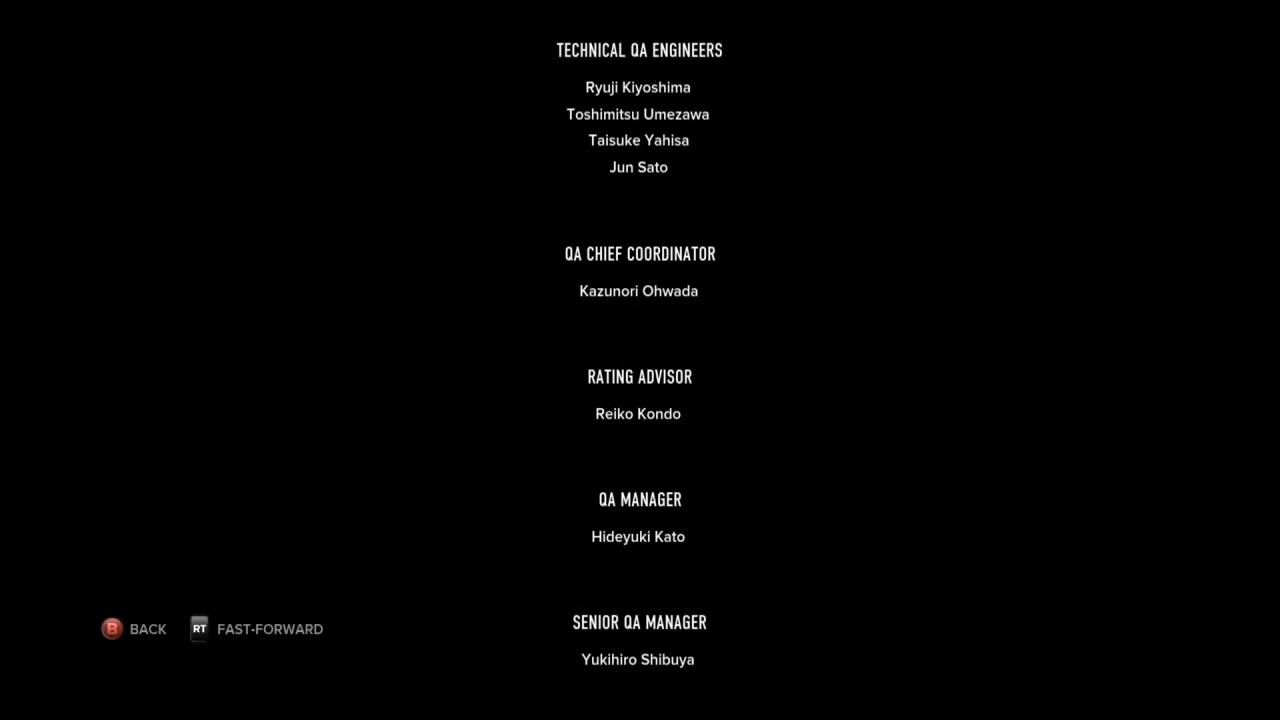 TECHNICAL QA ENGINEERS
Ryuji Kiyoshima
Toshimitsu Umezawa
Taisuke Yahisa
Jun Sato
QA CHIEF COORDINATOR
Kazunori Ohwada
RATING ADVISOR
Reiko Kondo
QA MANAGER
Hideyuki Kato
SENIOR QA MANAGER
Yukihiro Shibuya
B BACK RT FAST-FORWARD